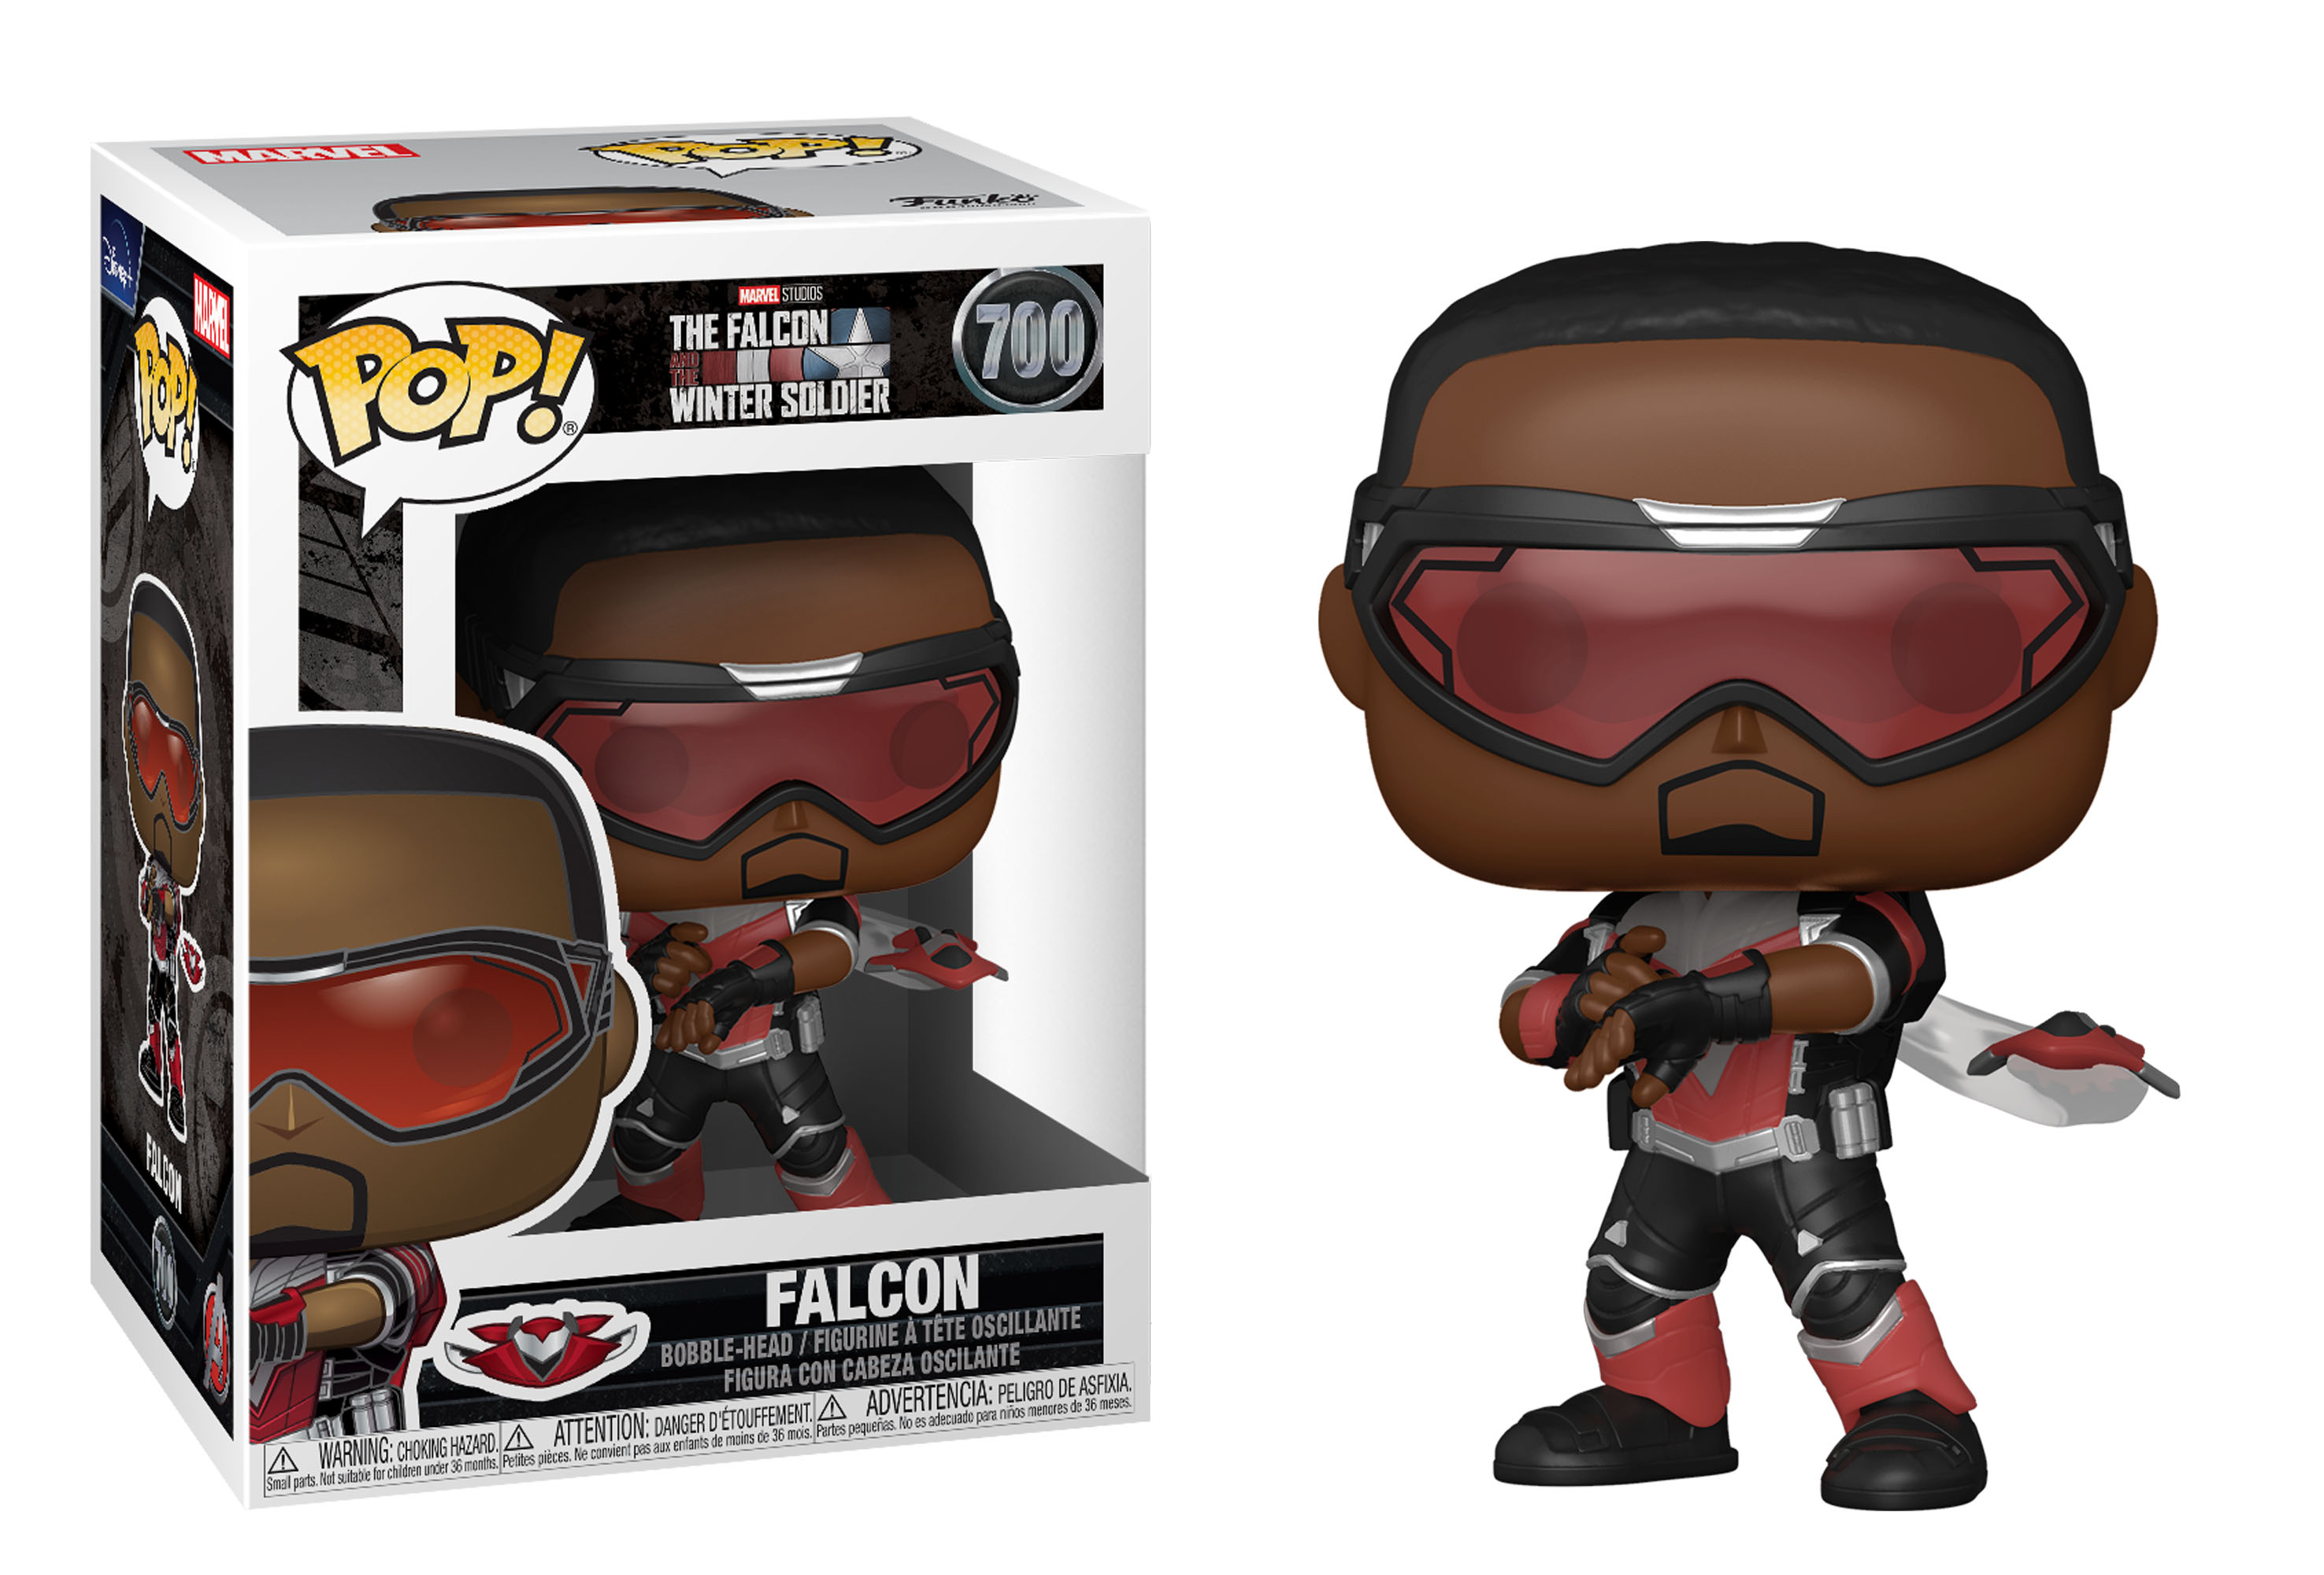 MARVEL
POP!
Funko
Disney+
MARVEL
POP!
FALCON
700
POP!®
MARVEL STUDIOS
THE FALCON
AND
THE
WINTER SOLDIER
700
FALCON
BOBBLE-HEAD / FIGURINE À TÊTE OSCILLANTE
FIGURA CON CABEZA OSCILANTE
WARNING: CHOKING HAZARD.
Small parts. Not suitable for children under 36 months.
ATTENTION: DANGER D'ÉTOUFFEMENT.
Petites pièces. Ne convient pas aux enfants de moins de 36 mois.
ADVERTENCIA: PELIGRO DE ASFIXIA.
Partes pequeñas. No es adecuado para niños menores de 36 meses.